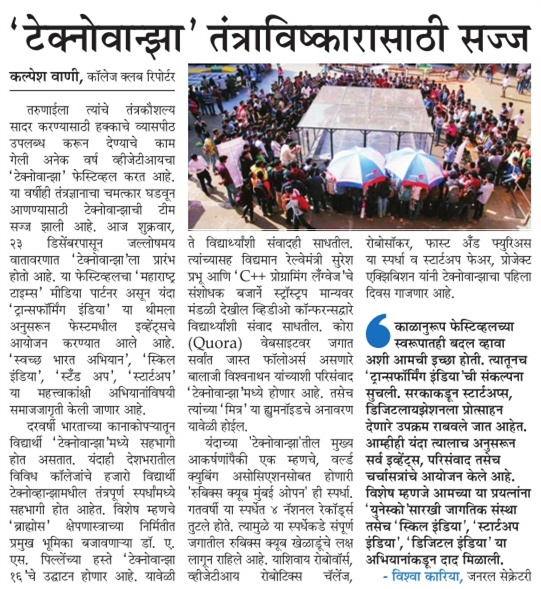 ‘टेक्नोवान्झा’ तंत्राविष्कारासाठी सज्ज
कल्पेश वाणी, कॉलेज क्लब रिपोर्टर
तरुणाईला त्यांचे तंत्रकौशल्य
सादर करण्यासाठी हक्काचे व्यासपीठ
उपलब्ध करून देण्याचे काम
गेली अनेक वर्ष व्हीजेटीआयचा
‘टेक्नोवान्झा’ फेस्टिव्हल करत आहे.
या वर्षीही तंत्रज्ञानाचा चमत्कार घडवून
आणण्यासाठी टेक्नोवान्झाची टीम
सज्ज झाली आहे. आज शुक्रवार,
२३ डिसेंबरपासून जल्लोषमय
वातावरणात ‘टेक्नोवान्झा’ला प्रारंभ
होतो आहे. या फेस्टिव्हलचा ‘महाराष्ट्र
टाइम्स’ मीडिया पार्टनर असून यंदा
‘ट्रान्सफॉर्मिंग इंडिया’ या थीमला
अनुसरून फेस्टमधील इव्हेंट्सचे
आयोजन करण्यात आले आहे.
‘स्वच्छ भारत अभियान’, ‘स्किल
इंडिया’, ‘स्टँड अप’, ‘स्टार्टअप’
या महत्त्वाकांक्षी अभियानांविषयी
समाजजागृती केली जाणार आहे.
दरवर्षी भारताच्या कानाकोपऱ्यातून
विद्यार्थी ‘टेक्नोवान्झा’मध्ये सहभागी
होत असतात. यंदाही देशभरातील
विविध कॉलेजांचे हजारो विद्यार्थी
टेक्नोव्हान्झामधील तंत्रपूर्ण स्पर्धांमध्ये
सहभागी होत आहेत. विशेष म्हणजे
‘ब्राह्मोस’ क्षेपणास्त्राच्या निर्मितीत
प्रमुख भूमिका बजावणाऱ्या डॉ. ए.
एस. पिल्लेंच्या हस्ते ‘टेक्नोवान्झा
१६’चे उद्घाटन होणार आहे. यावेळी
ते विद्यार्थ्यांशी संवादही साधतील.
त्यांच्यासह विद्यमान रेल्वेमंत्री सुरेश
प्रभू आणि ‘C++ प्रोग्रामिंग लँग्वेज’चे
संशोधक बजार्ने स्ट्रॉस्ट्रप मान्यवर
मंडळी देखील व्हिडीओ कॉन्फरन्सद्वारे
विद्यार्थ्यांशी संवाद साधतील. कोरा
(Quora) वेबसाइटवर जगात
सर्वांत जास्त फॉलोअर्स असणारे
बालाजी विश्वनाथन यांच्याशी परिसंवाद
‘टेक्नोवान्झा’मध्ये होणार आहे. तसेच
त्यांच्या ‘मित्र’ या ह्युमनॉइडचे अनावरण
यावेळी होईल.
यंदाच्या ‘टेक्नोवान्झा’तील मुख्य
आकर्षणांपैकी एक म्हणजे, वर्ल्ड
क्युबिंग असोसिएशनसोबत होणारी
‘रुबिक्स क्यूब मुंबई ओपन’ ही स्पर्धा.
गतवर्षी या स्पर्धेत ४ नॅशनल रेकॉर्ड्स
तुटले होते. त्यामुळे या स्पर्धेकडे संपूर्ण
जगातील रुबिक्स क्यूब खेळाडूंचे लक्ष
लागून राहिले आहे. याशिवाय रोबोवॉर्स,
व्हीजेटीआय रोबोटिक्स चॅलेंज,
रोबोसॉकर, फास्ट अँड फ्युरिअस
या स्पर्धा व स्टार्टअप फेअर, प्रोजेक्ट
एक्झिबिशन यांनी टेक्नोवान्झाचा पहिला
दिवस गाजणार आहे.
काळानुरूप फेस्टिव्हलच्या
स्वरूपातही बदल व्हावा
अशी आमची इच्छा होती. त्यातूनच
‘ट्रान्सफॉर्मिंग इंडिया’ची संकल्पना
सुचली. सरकारकडून स्टार्टअप्स,
डिजिटलायझेशनला प्रोत्साहन
देणारे उपक्रम राबवले जात आहेत.
आम्हीही यंदा त्यालाच अनुसरून
सर्व इव्हेंट्स, परिसंवाद तसेच
चर्चासत्रांचे आयोजन केले आहे.
विशेष म्हणजे आमच्या या प्रयत्नांना
‘युनेस्को’सारखी जागतिक संस्था
तसेच ‘स्किल इंडिया’, ‘स्टार्टअप
इंडिया’, ‘डिजिटल इंडिया’ या
अभियानांकडून दाद मिळाली.
- विश्वा कारिया, जनरल सेक्रेटरी